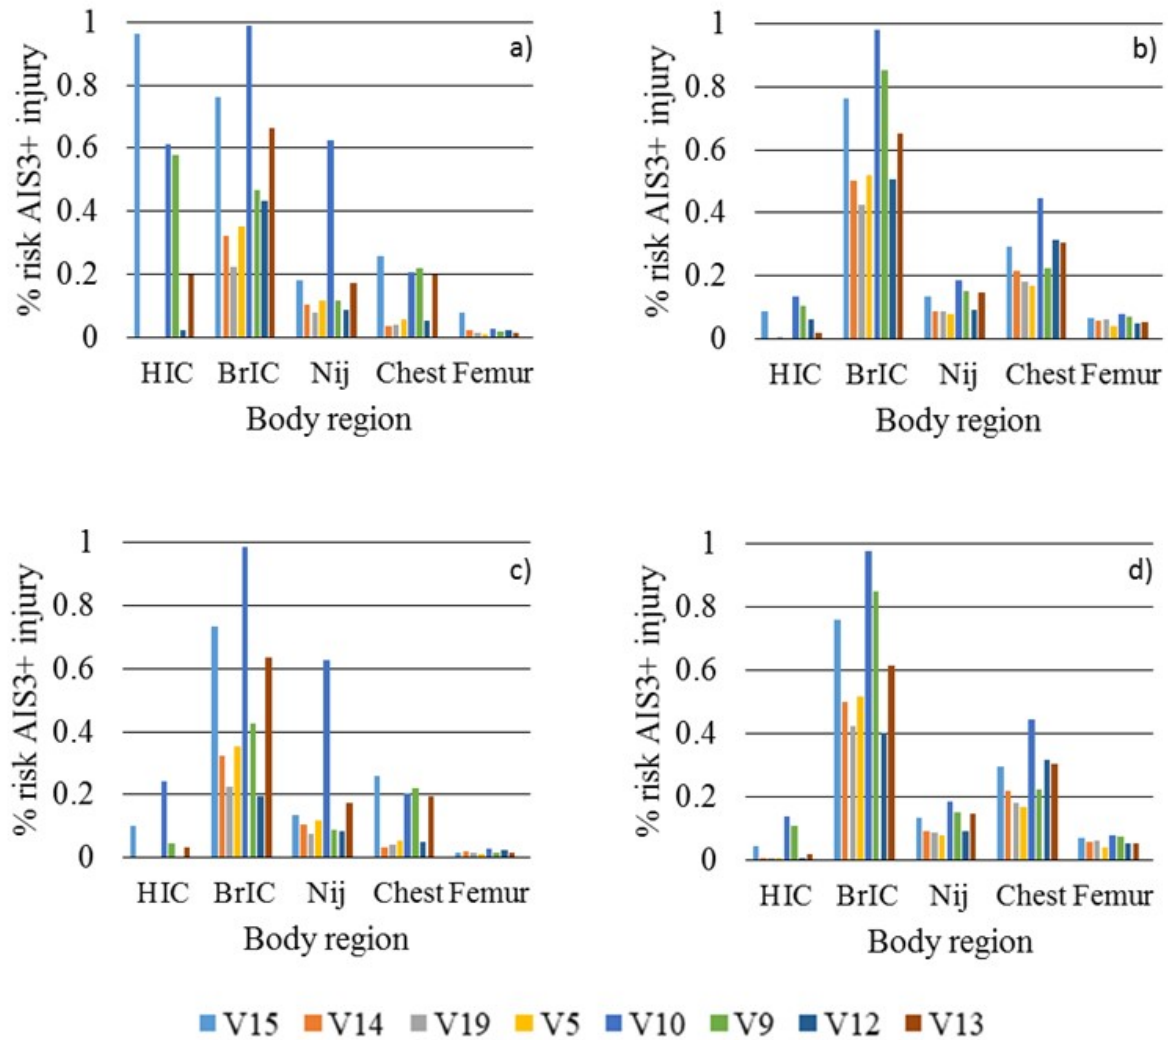 1
a)
0.8
0.6
0.4
0.2
0
% risk AIS3+ injury
HIC BrIC Nij Chest Femur
Body region
1
b)
0.8
0.6
0.4
0.2
0
% risk AIS3+ injury
HIC BrIC Nij Chest Femur
Body region
1
c)
0.8
0.6
0.4
0.2
0
% risk AIS3+ injury
HIC BrIC Nij Chest Femur
Body region
1
d)
0.8
0.6
0.4
0.2
0
% risk AIS3+ injury
HIC BrIC Nij Chest Femur
Body region
V15 V14 V19 V5 V10 V9 V12 V13